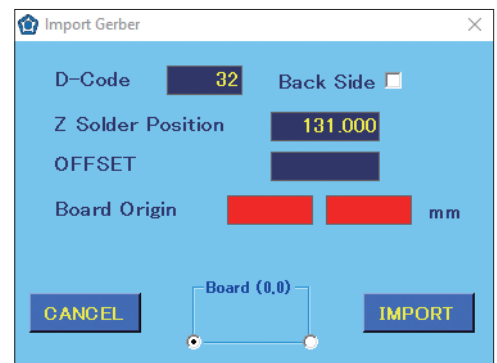 Import Gerber
D-Code 32 Back Side
Z Solder Position 131.000
OFFSET
Board Origin mm
Board (0,0)
CANCEL IMPORT